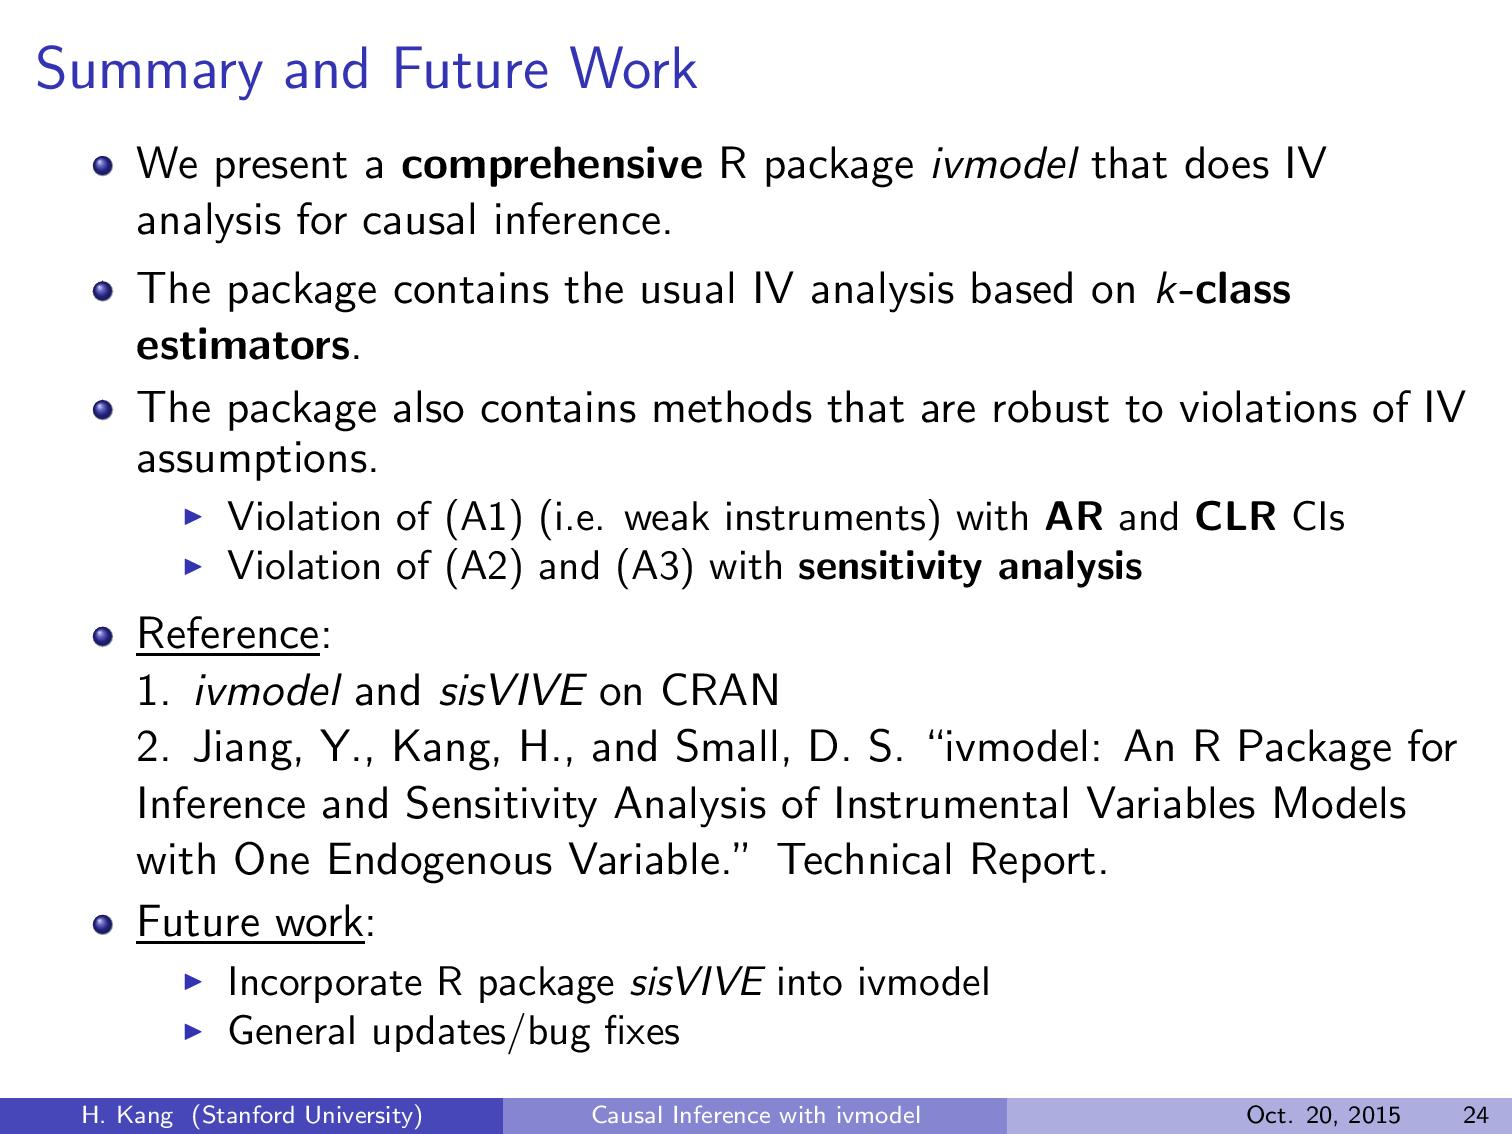 Summary and Future Work
We present a comprehensive R package ivmodel that does IV
analysis for causal inference.
The package contains the usual IV analysis based on k-class
estimators.
The package also contains methods that are robust to violations of IV
assumptions.
Violation of (A1) (i.e. weak instruments) with AR and CLR CIs
Violation of (A2) and (A3) with sensitivity analysis
Reference:
1. ivmodel and sisVIVE on CRAN
2. Jiang, Y., Kang, H., and Small, D. S. “ivmodel: An R Package for
Inference and Sensitivity Analysis of Instrumental Variables Models
with One Endogenous Variable.” Technical Report.
Future work:
Incorporate R package sisVIVE into ivmodel
General updates/bug fixes
H. Kang (Stanford University) Causal Inference with ivmodel Oct. 20, 2015 24